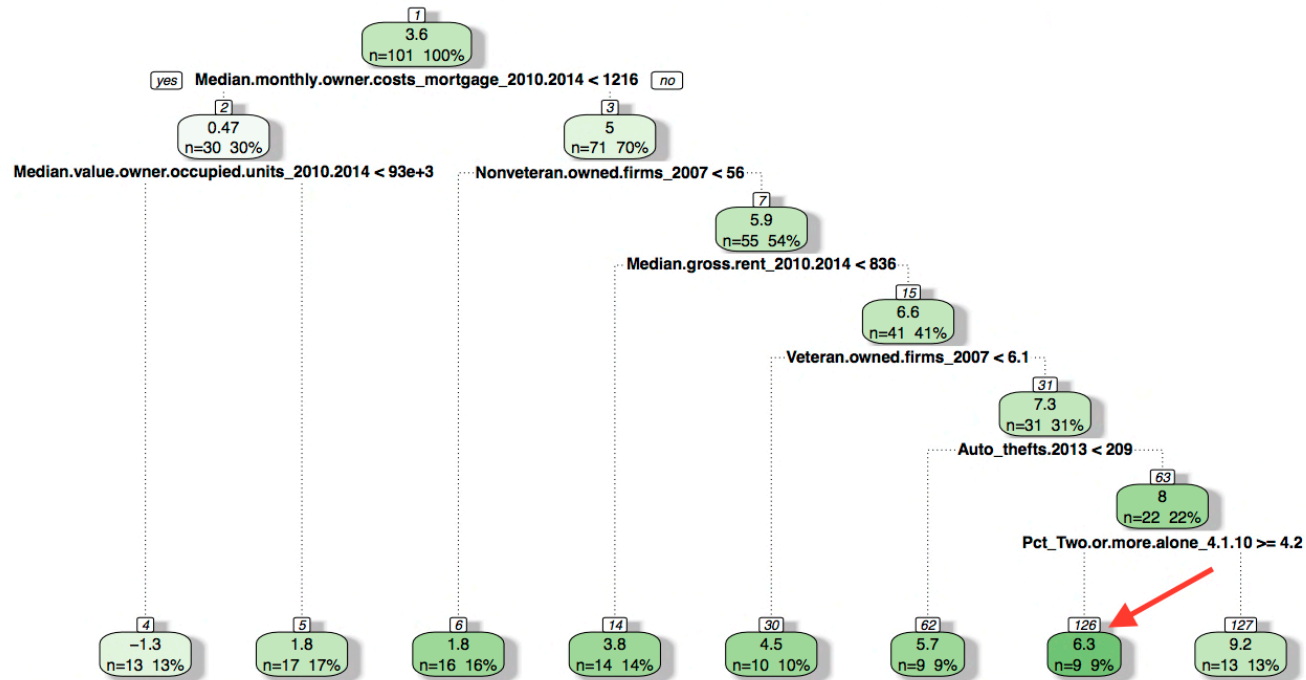 1
3.6
n=101 100%
yes Median.monthly.owner.costs_mortgage_2010.2014 < 1216 no
2
0.47
n=30 30%
3
5
n=71 70%
Median.value.owner.occupied.units_2010.2014 < 93e+3
Nonveteran.owned.firms_2007 < 56
7
5.9
n=55 54%
Median.gross.rent_2010.2014 < 836
15
6.6
n=41 41%
Veteran.owned.firms_2007 < 6.1
31
7.3
n=31 31%
Auto_thefts.2013 < 209
63
8
n=22 22%
Pct_Two.or.more.alone_4.1.10 >= 4.2
4
−1.3
n=13 13%
5
1.8
n=17 17%
6
1.8
n=16 16%
14
3.8
n=14 14%
30
4.5
n=10 10%
62
5.7
n=9 9%
126
6.3
n=9 9%
127
9.2
n=13 13%